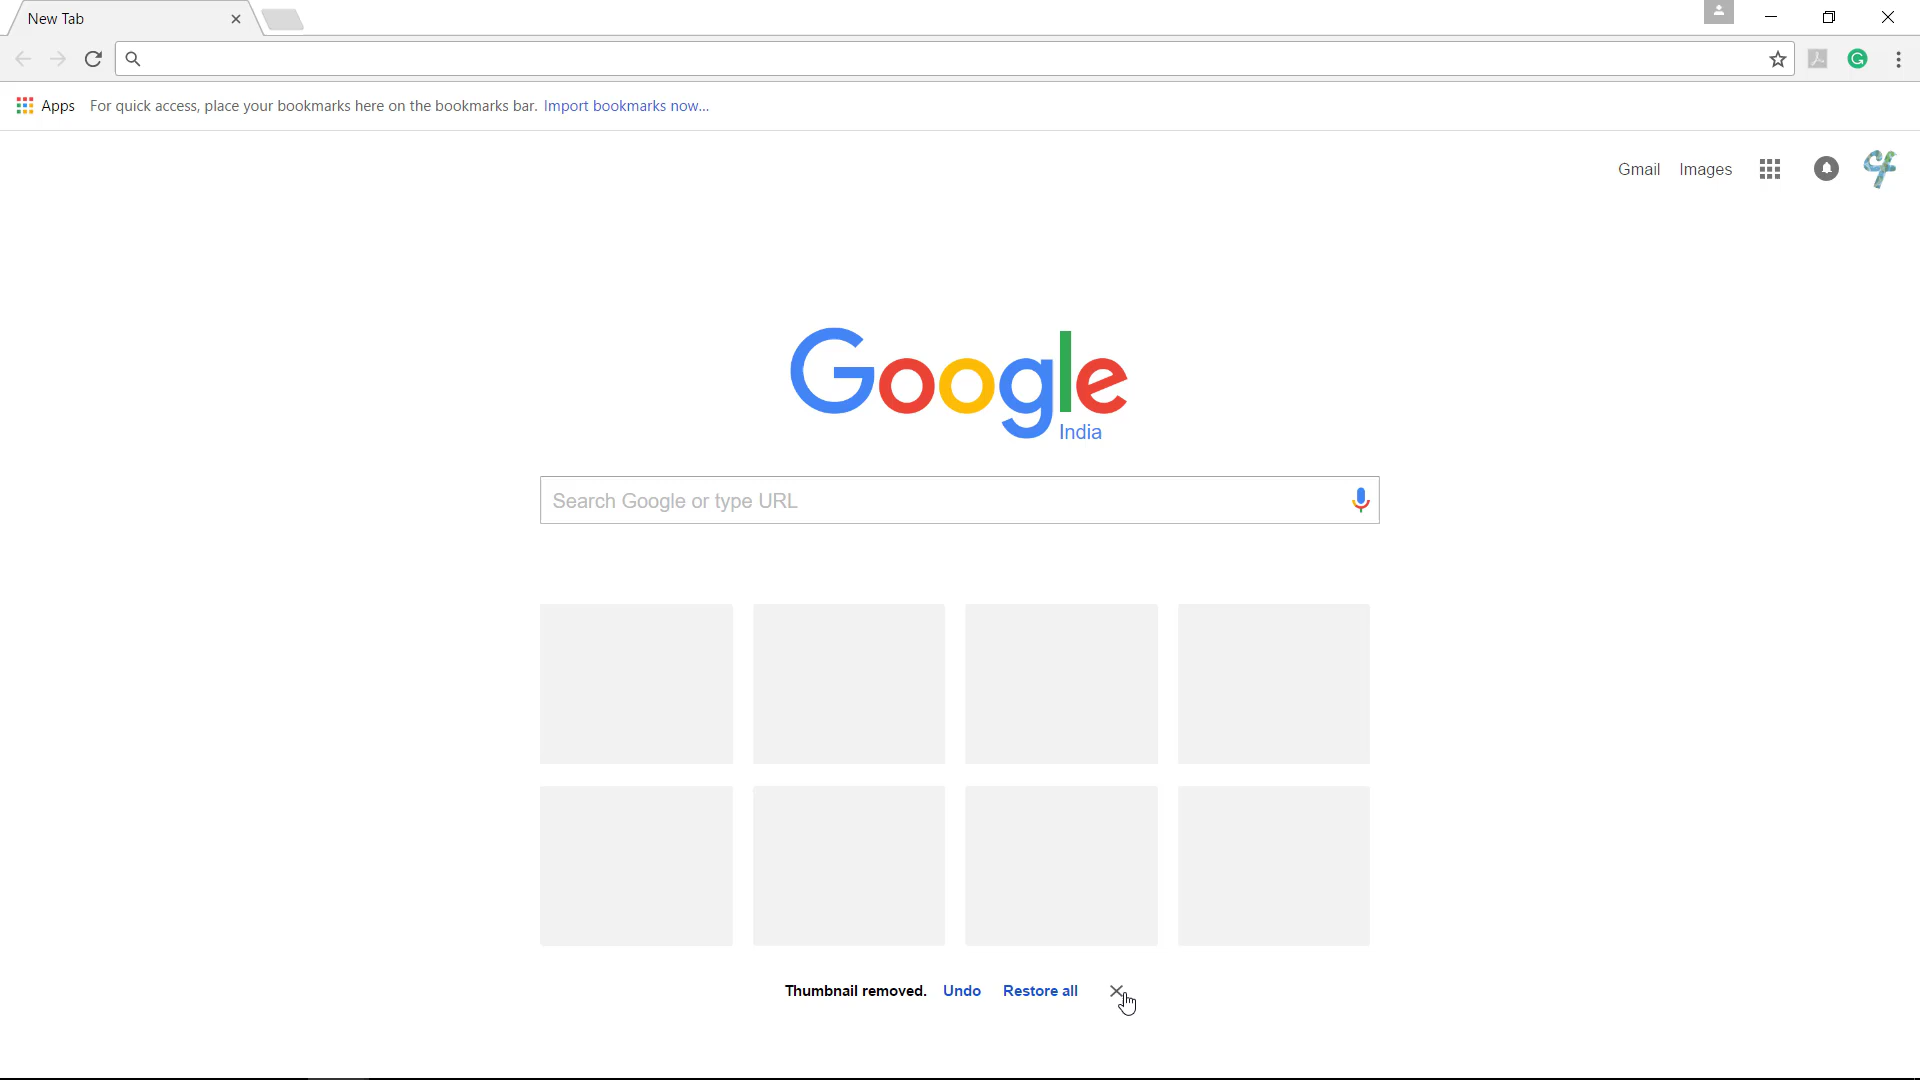 New Tab
Apps For quick access, place your bookmarks here on the bookmarks bar. Import bookmarks now...
Gmail Images
Google
India
Search Google or type URL
Thumbnail removed. Undo Restore all